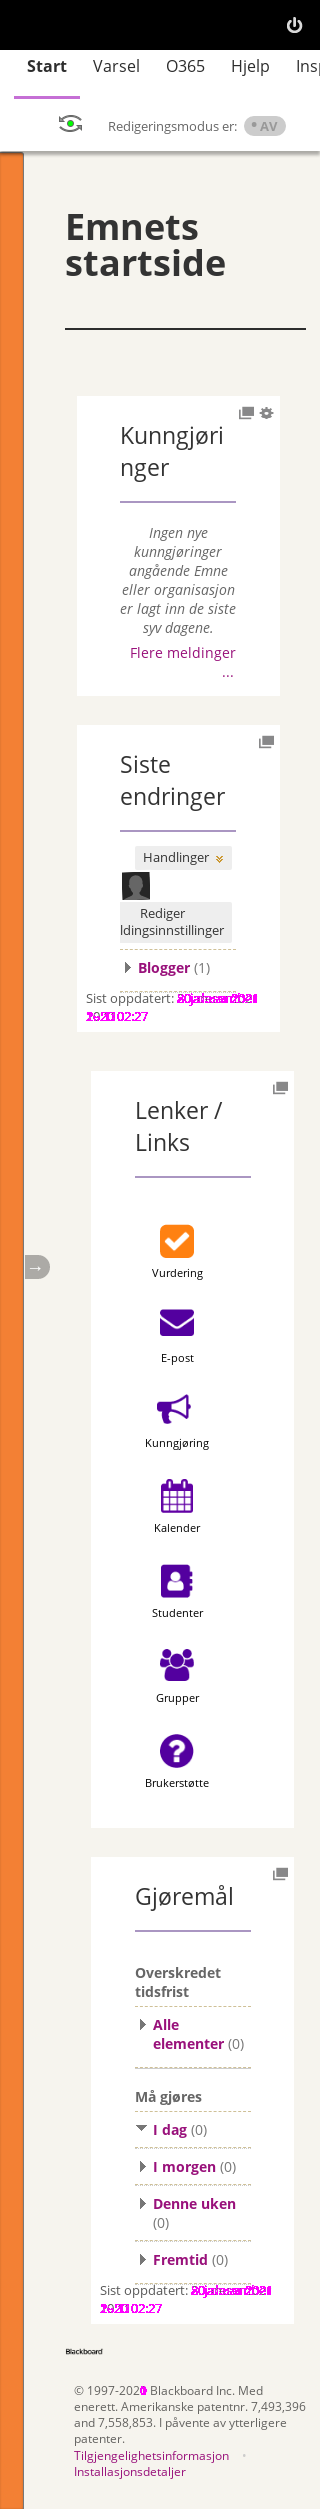 Start Varsel O365 Hjelp Insp
Redigeringsmodus er: AV
Emnets
startside
Kunngjøri
nger
Ingen nye
kunngjøringer
angående Emne
eller organisasjon
er lagt inn de siste
syv dagene.
Flere meldinger
...
Siste
endringer
Handlinger
Rediger
ldingsinnstillinger
Blogger (1)
Sist oppdatert:
Lenker /
Links
→
Vurdering
E-post
Kunngjøring
Kalender
Studenter
Grupper
Brukerstøtte
Gjøremål
Overskredet
tidsfrist
Alle
elementer (0)
Må gjøres
I dag (0)
I morgen (0)
Denne uken
(0)
Fremtid (0)
Sist oppdatert:
Blackboard
© Blackboard Inc. Med
enerett. Amerikanske patentnr. 7,493,396
and 7,558,853. I påvente av ytterligere
patenter.
Tilgjengelighetsinformasjon
Installasjonsdetaljer